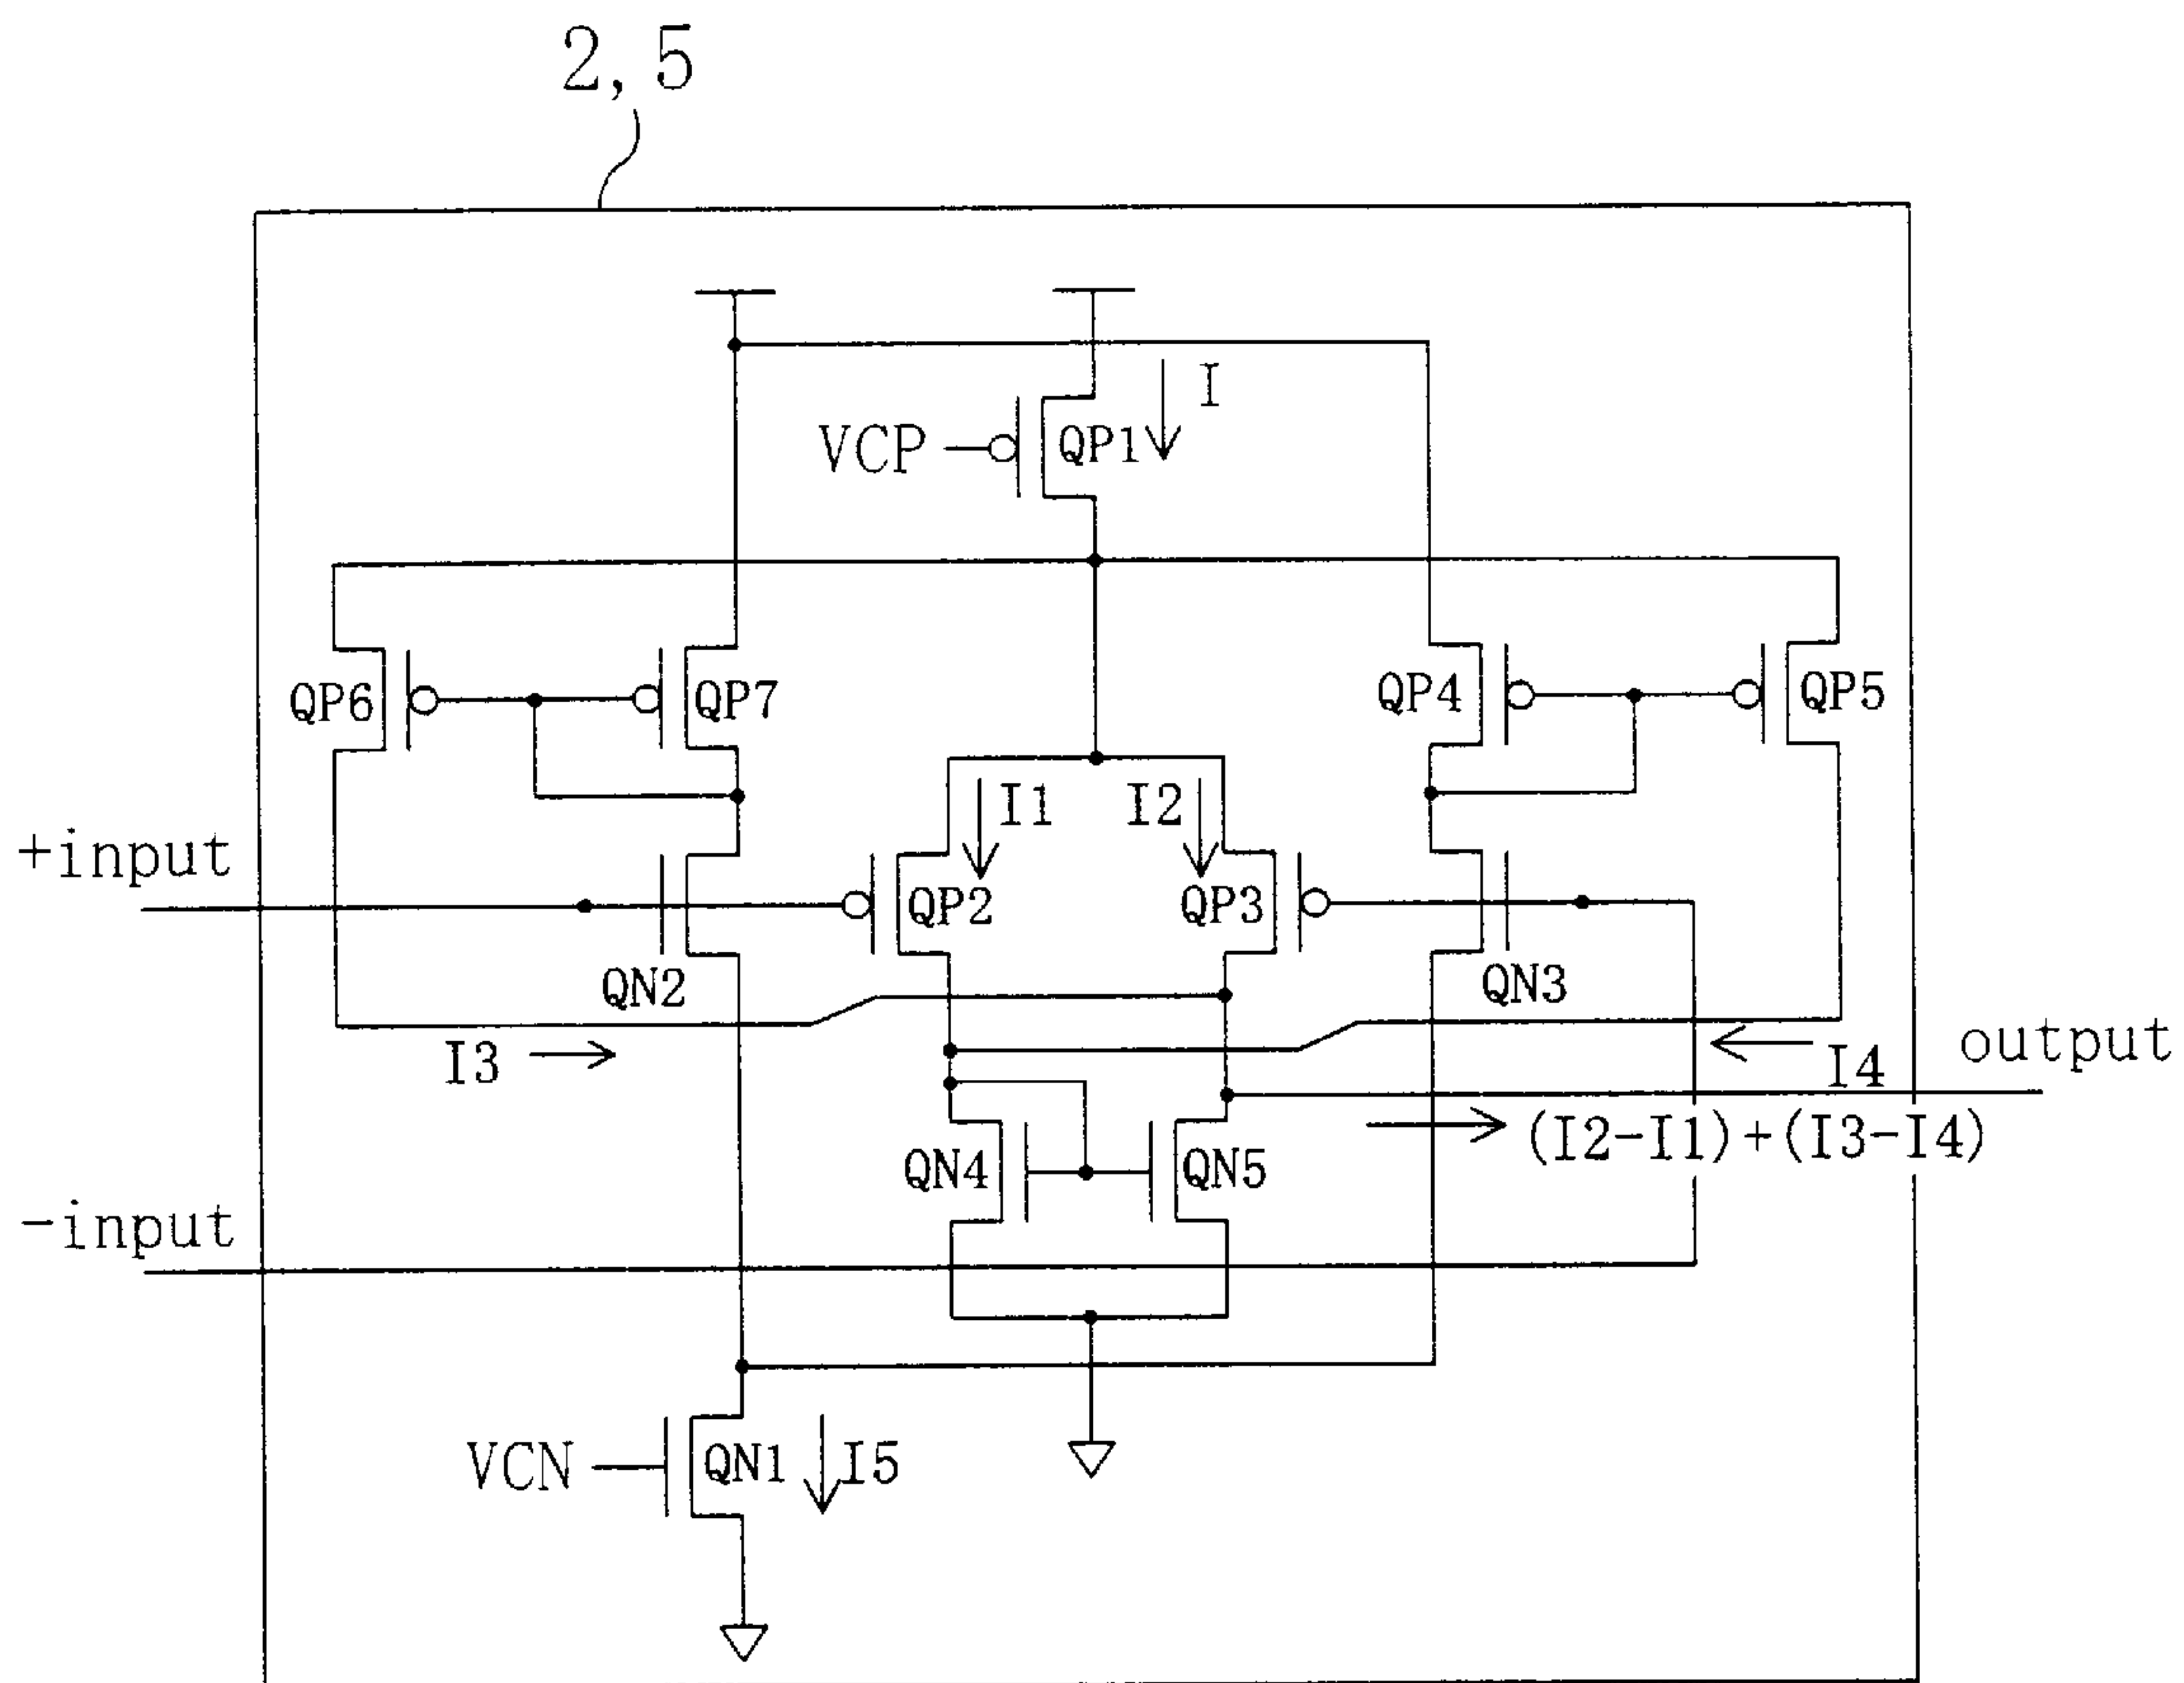 2, 5
I
VCP
QP1
QP6
QP7
QP4
QP5
I1
I2
+input
QP2
QP3
QN2
QN3
I3
I4
output
(I2-I1)+(I3-I4)
QN4
QN5
-input
VCN
QN1
I5